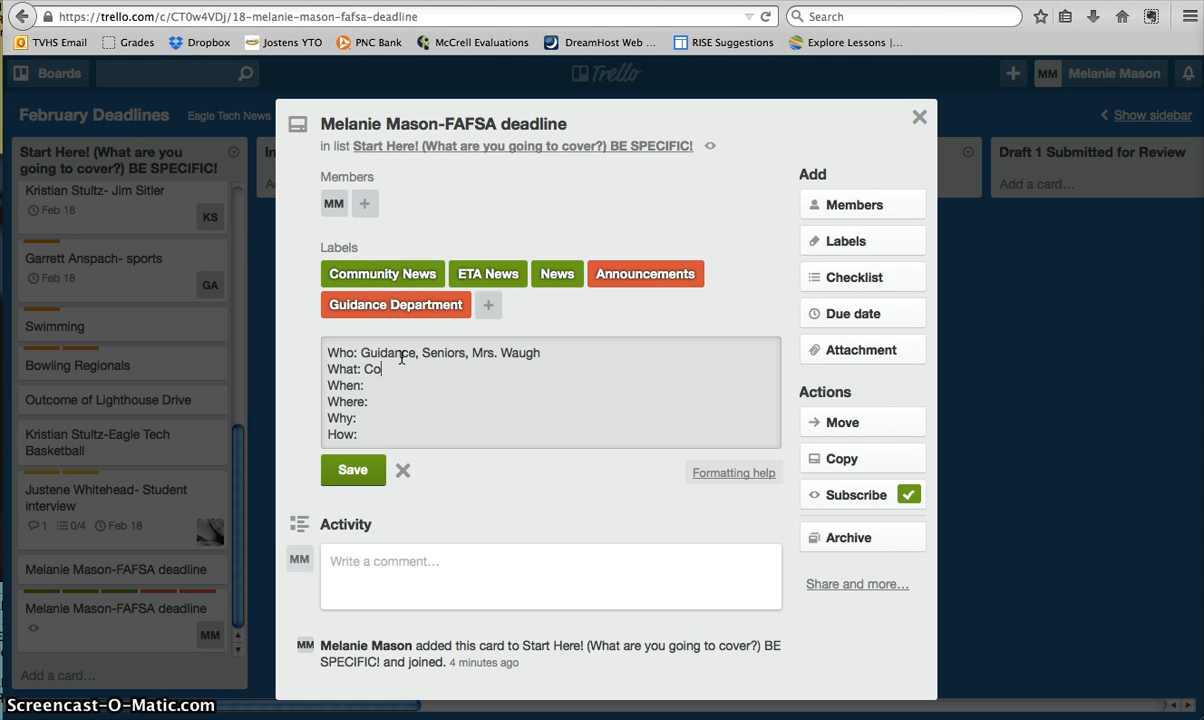 https://trello.com/c/CT0w4VDj/18-melanie-mason-fafsa-deadline
Search
TVHS Email
Grades
Dropbox
Jostens YTO
PNC Bank
McCrell Evaluations
DreamHost Web ...
RISE Suggestions
Explore Lessons |...
Boards
Trello
MM
Melanie Mason
February Deadlines
Eagle Tech News
Show sidebar
Start Here! (What are you
going to cover?) BE SPECIFIC!
Kristian Stultz- Jim Sitler
Feb 18
KS
Garrett Anspach- sports
Feb 18
GA
Swimming
Bowling Regionals
Outcome of Lighthouse Drive
Kristian Stultz-Eagle Tech
Basketball
Justene Whitehead- Student
interview
1
0/4
Feb 18
Melanie Mason-FAFSA deadline
Melanie Mason-FAFSA deadline
MM
Add a card...
Draft 1 Submitted for Review
Add a card...
Melanie Mason-FAFSA deadline
in list Start Here! (What are you going to cover?) BE SPECIFIC!
Members
MM
Labels
Community News
ETA News
News
Announcements
Guidance Department
Who: Guidance, Seniors, Mrs. Waugh
What: Co
When:
Where:
Why:
How:
Save
Formatting help
Activity
MM
Write a comment...
MM
Melanie Mason added this card to Start Here! (What are you going to cover?) BE
SPECIFIC! and joined. 4 minutes ago
Add
Members
Labels
Checklist
Due date
Attachment
Actions
Move
Copy
Subscribe
Archive
Share and more...
Screencast-O-Matic.com